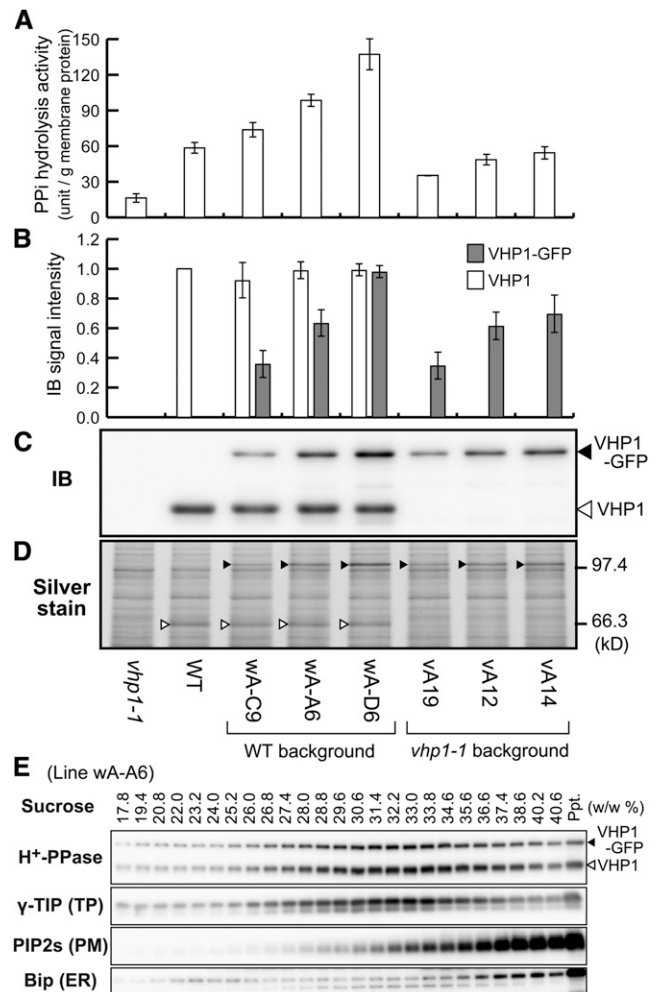 A
PPi hydrolysis activity
(unit / g membrane protein)
150
120
90
60
30
0
B
IB signal intensity
1.2
1.0
0.8
0.6
0.4
0.2
0.0
VHP1-GFP
VHP1
C
IB
VHP1
-GFP
VHP1
D
Silver
stain
97.4
66.3
(kD)
vhp1-1
WT
wA-C9
wA-A6
wA-D6
vA19
vA12
vA14
WT background
vhp1-1 background
E (Line wA-A6)
Sucrose 17.8 19.4 20.8 22.0 23.2 24.0 25.2 26.0 26.8 27.4 28.0 28.8 29.6 30.6 31.4 32.2 33.0 33.8 34.6 35.6 36.6 37.4 38.6 40.2 40.6 Ppt. (w/w %)
H+-PPase
VHP1
-GFP
VHP1
γ-TIP (TP)
PIP2s (PM)
Bip (ER)